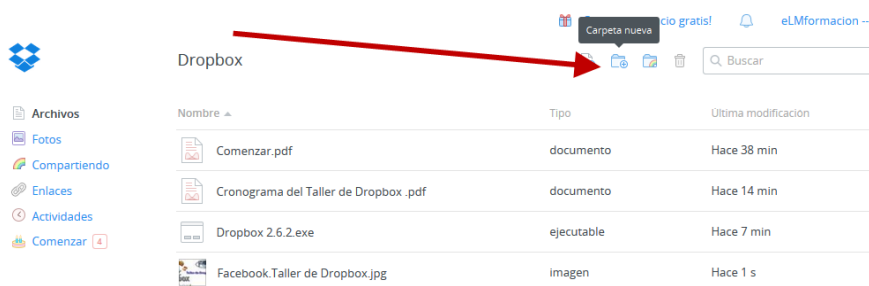 cio gratis!
eLMformacion --
Carpeta nueva
Dropbox
Buscar
Archivos
Fotos
Compartiendo
Enlaces
Actividades
Comenzar 4
Nombre Tipo Última modificación
Comenzar.pdf documento Hace 38 min
Cronograma del Taller de Dropbox .pdf documento Hace 14 min
Dropbox 2.6.2.exe ejecutable Hace 7 min
Facebook.Taller de Dropbox.jpg imagen Hace 1 s